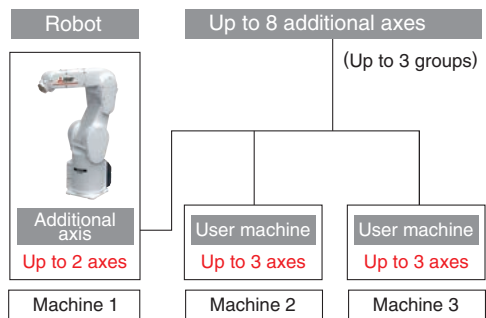 Robot
Up to 8 additional axes
(Up to 3 groups)
Additional
axis
Up to 2 axes
User machine
Up to 3 axes
User machine
Up to 3 axes
Machine 1
Machine 2
Machine 3